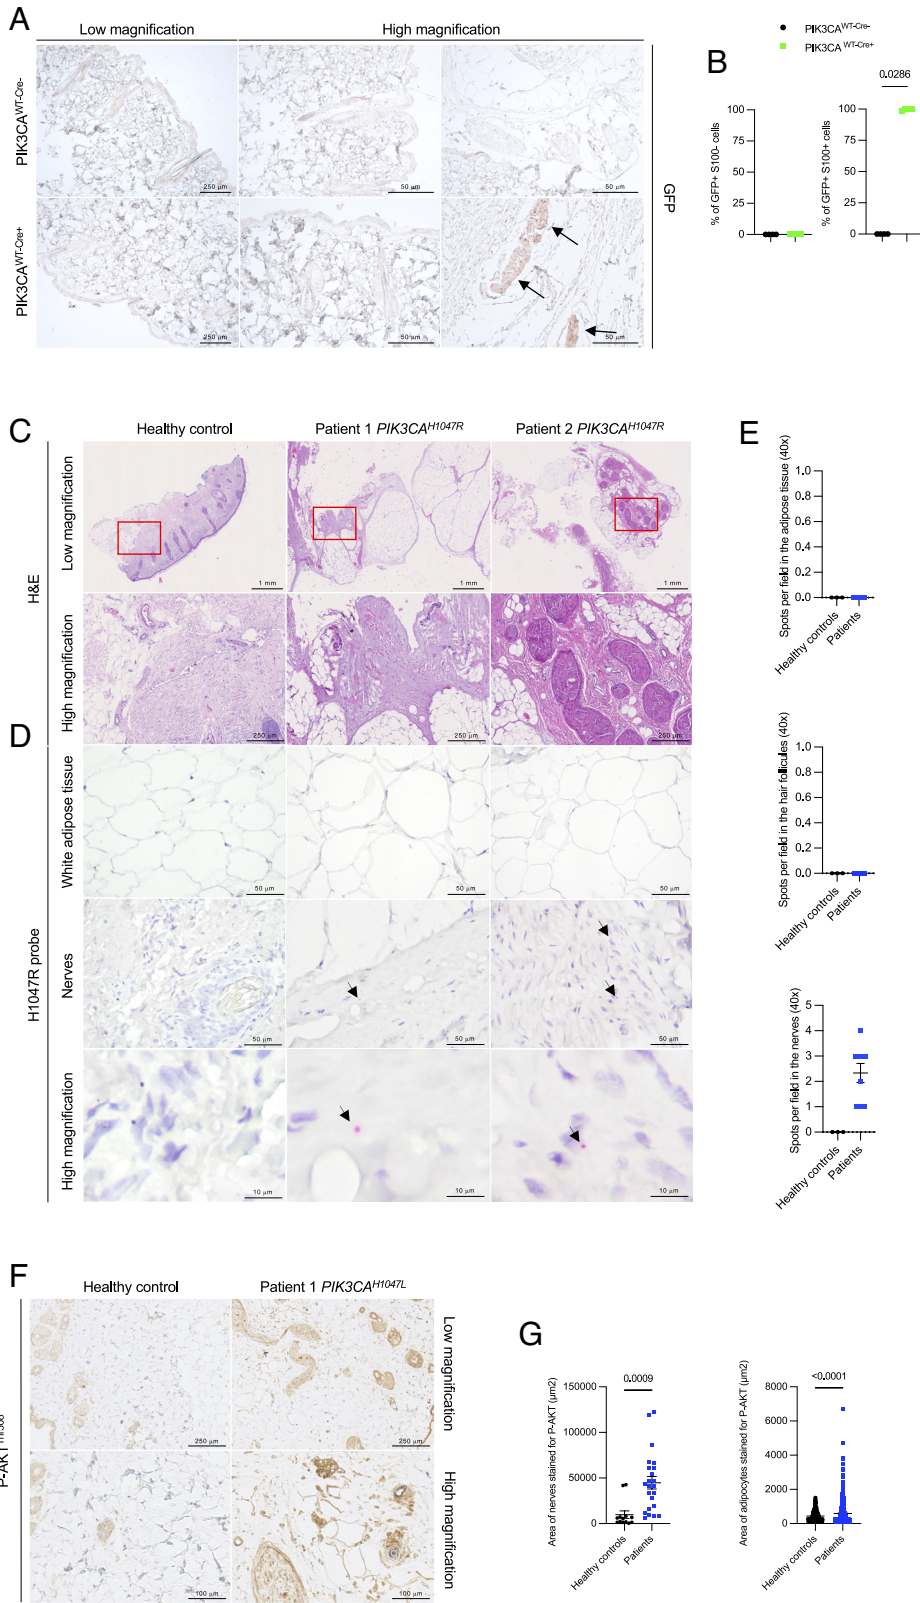 A
Low magnification
High magnification
PIK3CA^WT-Cre-
250 µm
50 µm
50 µm
PIK3CA^WT-Cre+
250 µm
50 µm
50 µm
GFP
PIK3CA^WT-Cre-
PIK3CA^WT-Cre+
B
% of GFP+ S100- cells
100
75
50
25
0
0.0286
% of GFP+ S100+ cells
100
75
50
25
0
C
Healthy control
Patient 1 PIK3CA^H1047R
Patient 2 PIK3CA^H1047R
H&E
Low magnification
1 mm
1 mm
1 mm
High magnification
250 µm
250 µm
250 µm
D
H1047R probe
White adipose tissue
50 µm
50 µm
50 µm
Nerves
50 µm
50 µm
50 µm
High magnification
10 µm
10 µm
10 µm
E
Spots per field in the adipose tissue (40x)
1.0
0.8
0.6
0.4
0.2
0.0
Healthy controls
Patients
Spots per field in the hair follicules (40x)
1.0
0.8
0.6
0.4
0.2
0.0
Healthy controls
Patients
Spots per field in the nerves (40x)
5
4
3
2
1
0
Healthy controls
Patients
F
Healthy control
Patient 1 PIK3CA^H1047L
Low magnification
250 µm
250 µm
High magnification
100 µm
100 µm
G
0.0009
Area of nerves stained for P-AKT (µm2)
150000
100000
50000
0
Healthy controls
Patients
<0.0001
Area of adipocytes stained for P-AKT (µm2)
8000
6000
4000
2000
0
Healthy controls
Patients